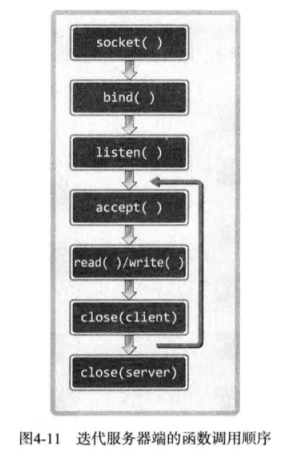 socket( )
bind( )
listen( )
accept( )
read( )/write( )
close(client)
close(server)
图4-11 迭代服务器端的函数调用顺序